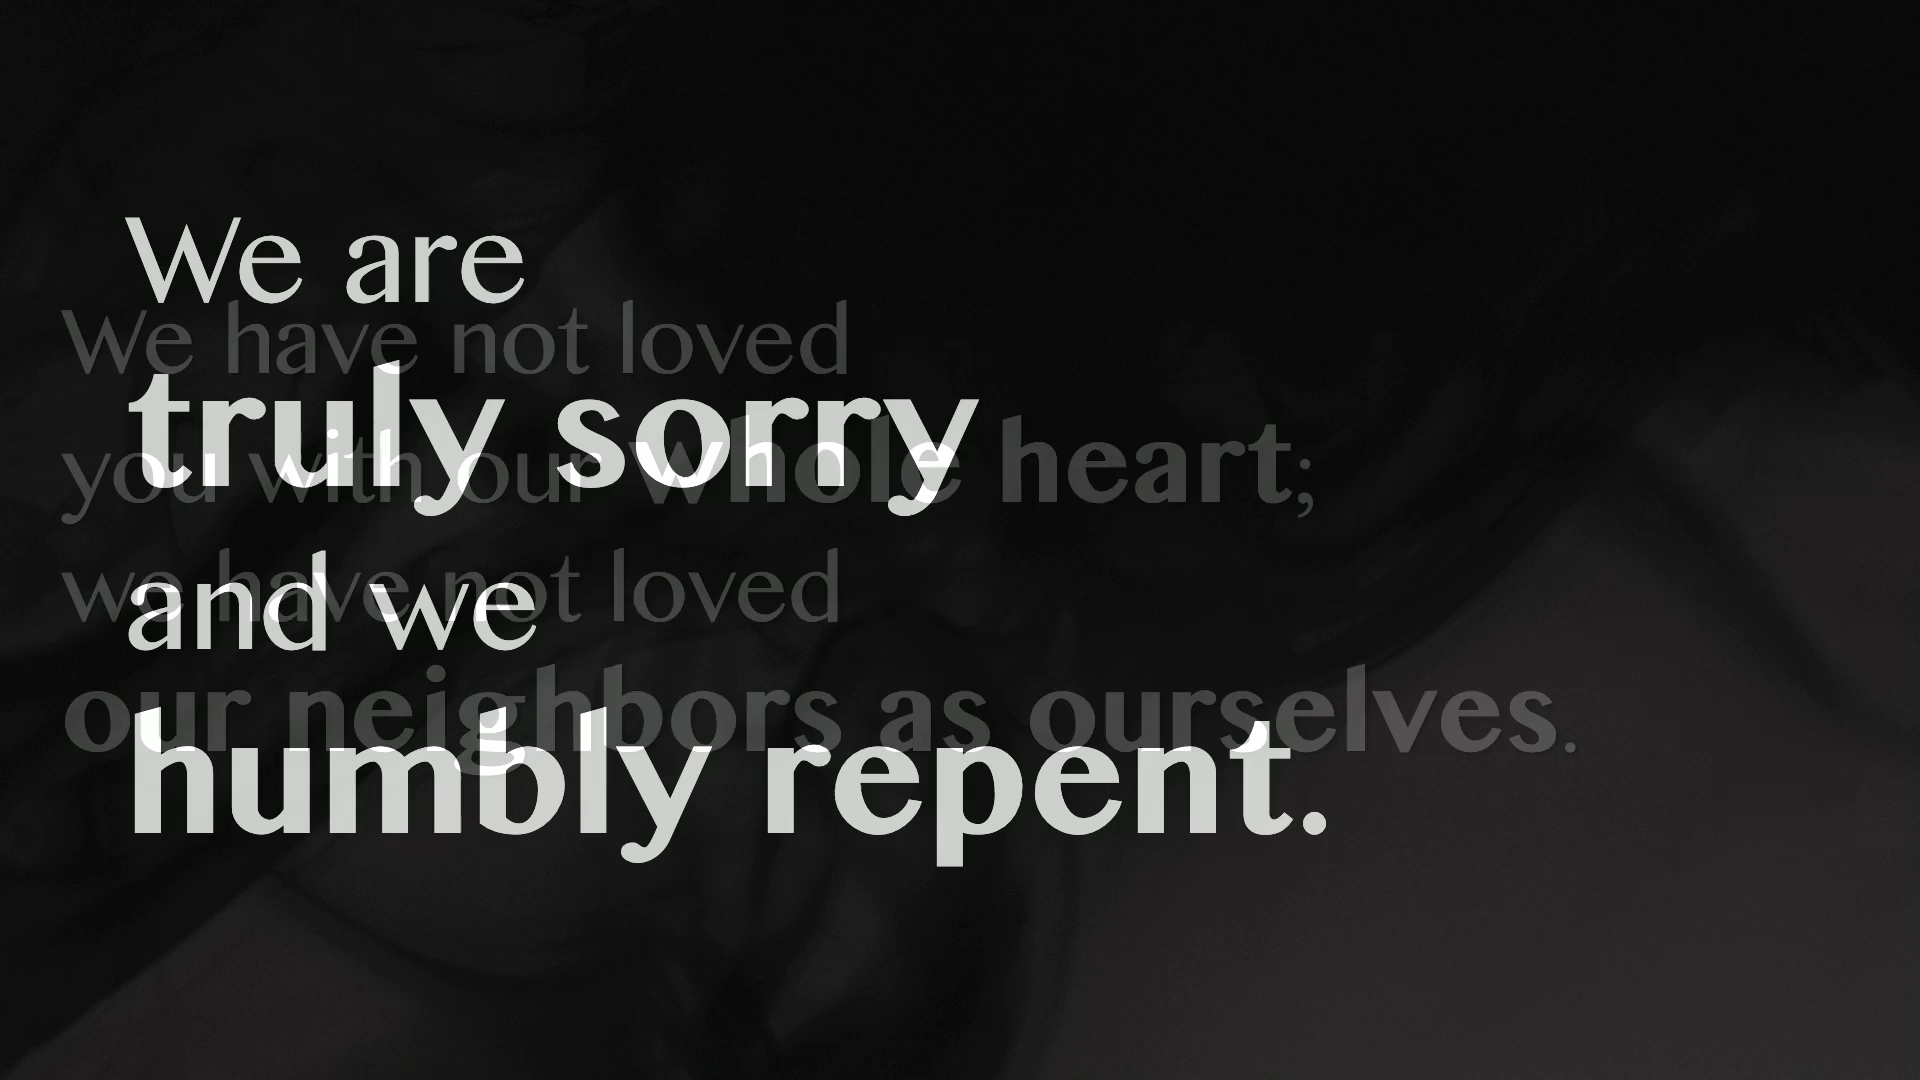 We are
We have not loved
truly sorry
you with our whole heart;
and we
we have not loved
humbly repent.
our neighbors as ourselves.